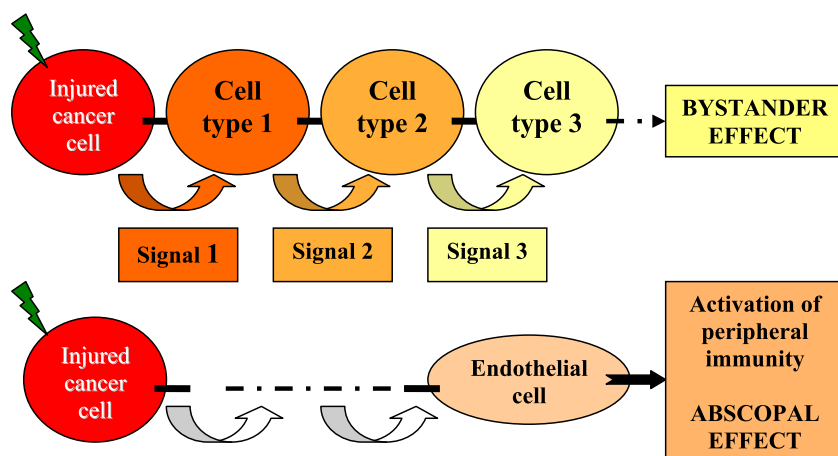 Injured
cancer
cell
Cell
type 1
Cell
type 2
Cell
type 3
BYSTANDER
EFFECT
Signal 1
Signal 2
Signal 3
Injured
cancer
cell
Endothelial
cell
Activation of
peripheral
immunity
ABSCOPAL
EFFECT